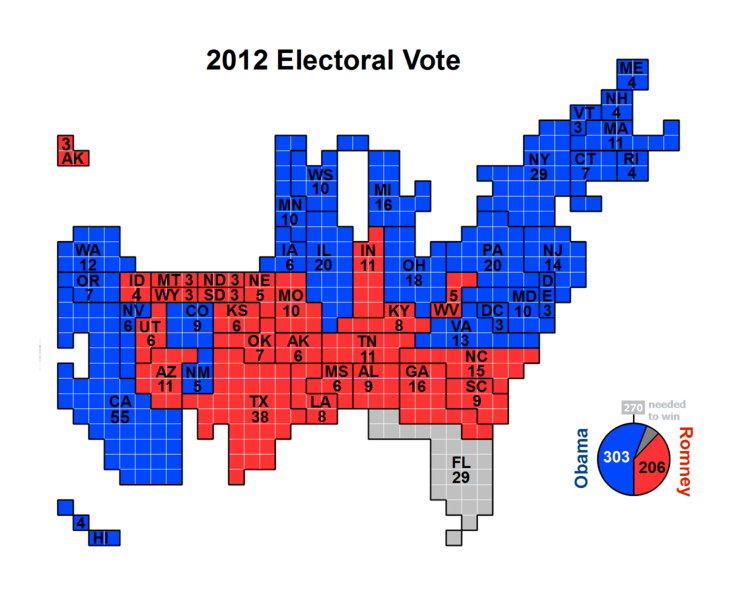 2012 Electoral Vote
ME
4
NH
4
VT
3
MA
11
3
AK
NY
29
CT
7
RI
4
WS
10
MI
16
MN
10
WA
12
IA
6
IL
20
IN
11
OH
18
PA
20
NJ
14
OR
7
ID
4
MT 3
ND 3
WY 3
SD 3
NE
5
MO
10
KY
8
5
WV
MD
10
D
E
3
DC
3
NV
6
UT
6
CO
9
KS
6
VA
13
OK
7
AK
6
TN
11
NC
15
AZ
11
NM
5
MS
6
AL
9
GA
16
SC
9
CA
55
TX
38
LA
8
FL
29
4
HI
270 needed
to win
Obama
303
206
Romney